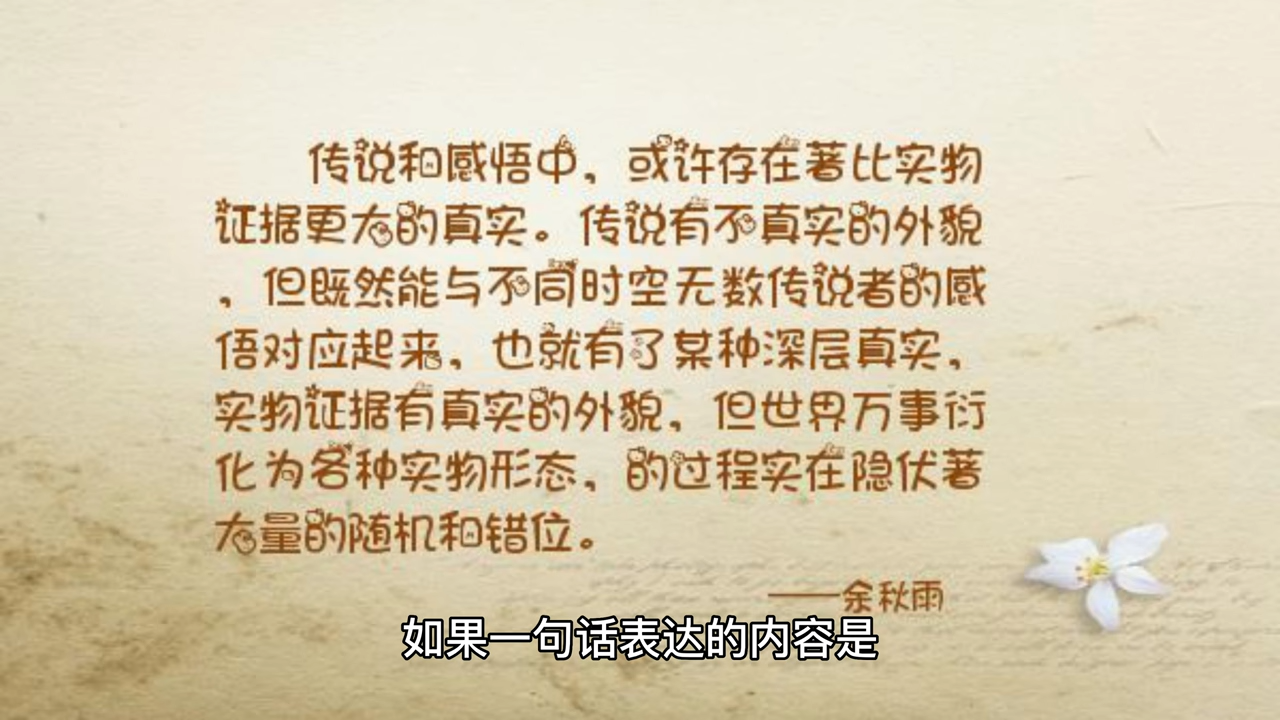 传说和感悟中，或许存在著比实物
证据更大的真实。传说有不真实的外貌
，但既然能与不同时空无数传说者的感
悟对应起来，也就有了某种深层真实，
实物证据有真实的外貌，但世界万事衍
化为各种实物形态，的过程实在隐伏著
大量的随机和错位。
——余秋雨
如果一句话表达的内容是